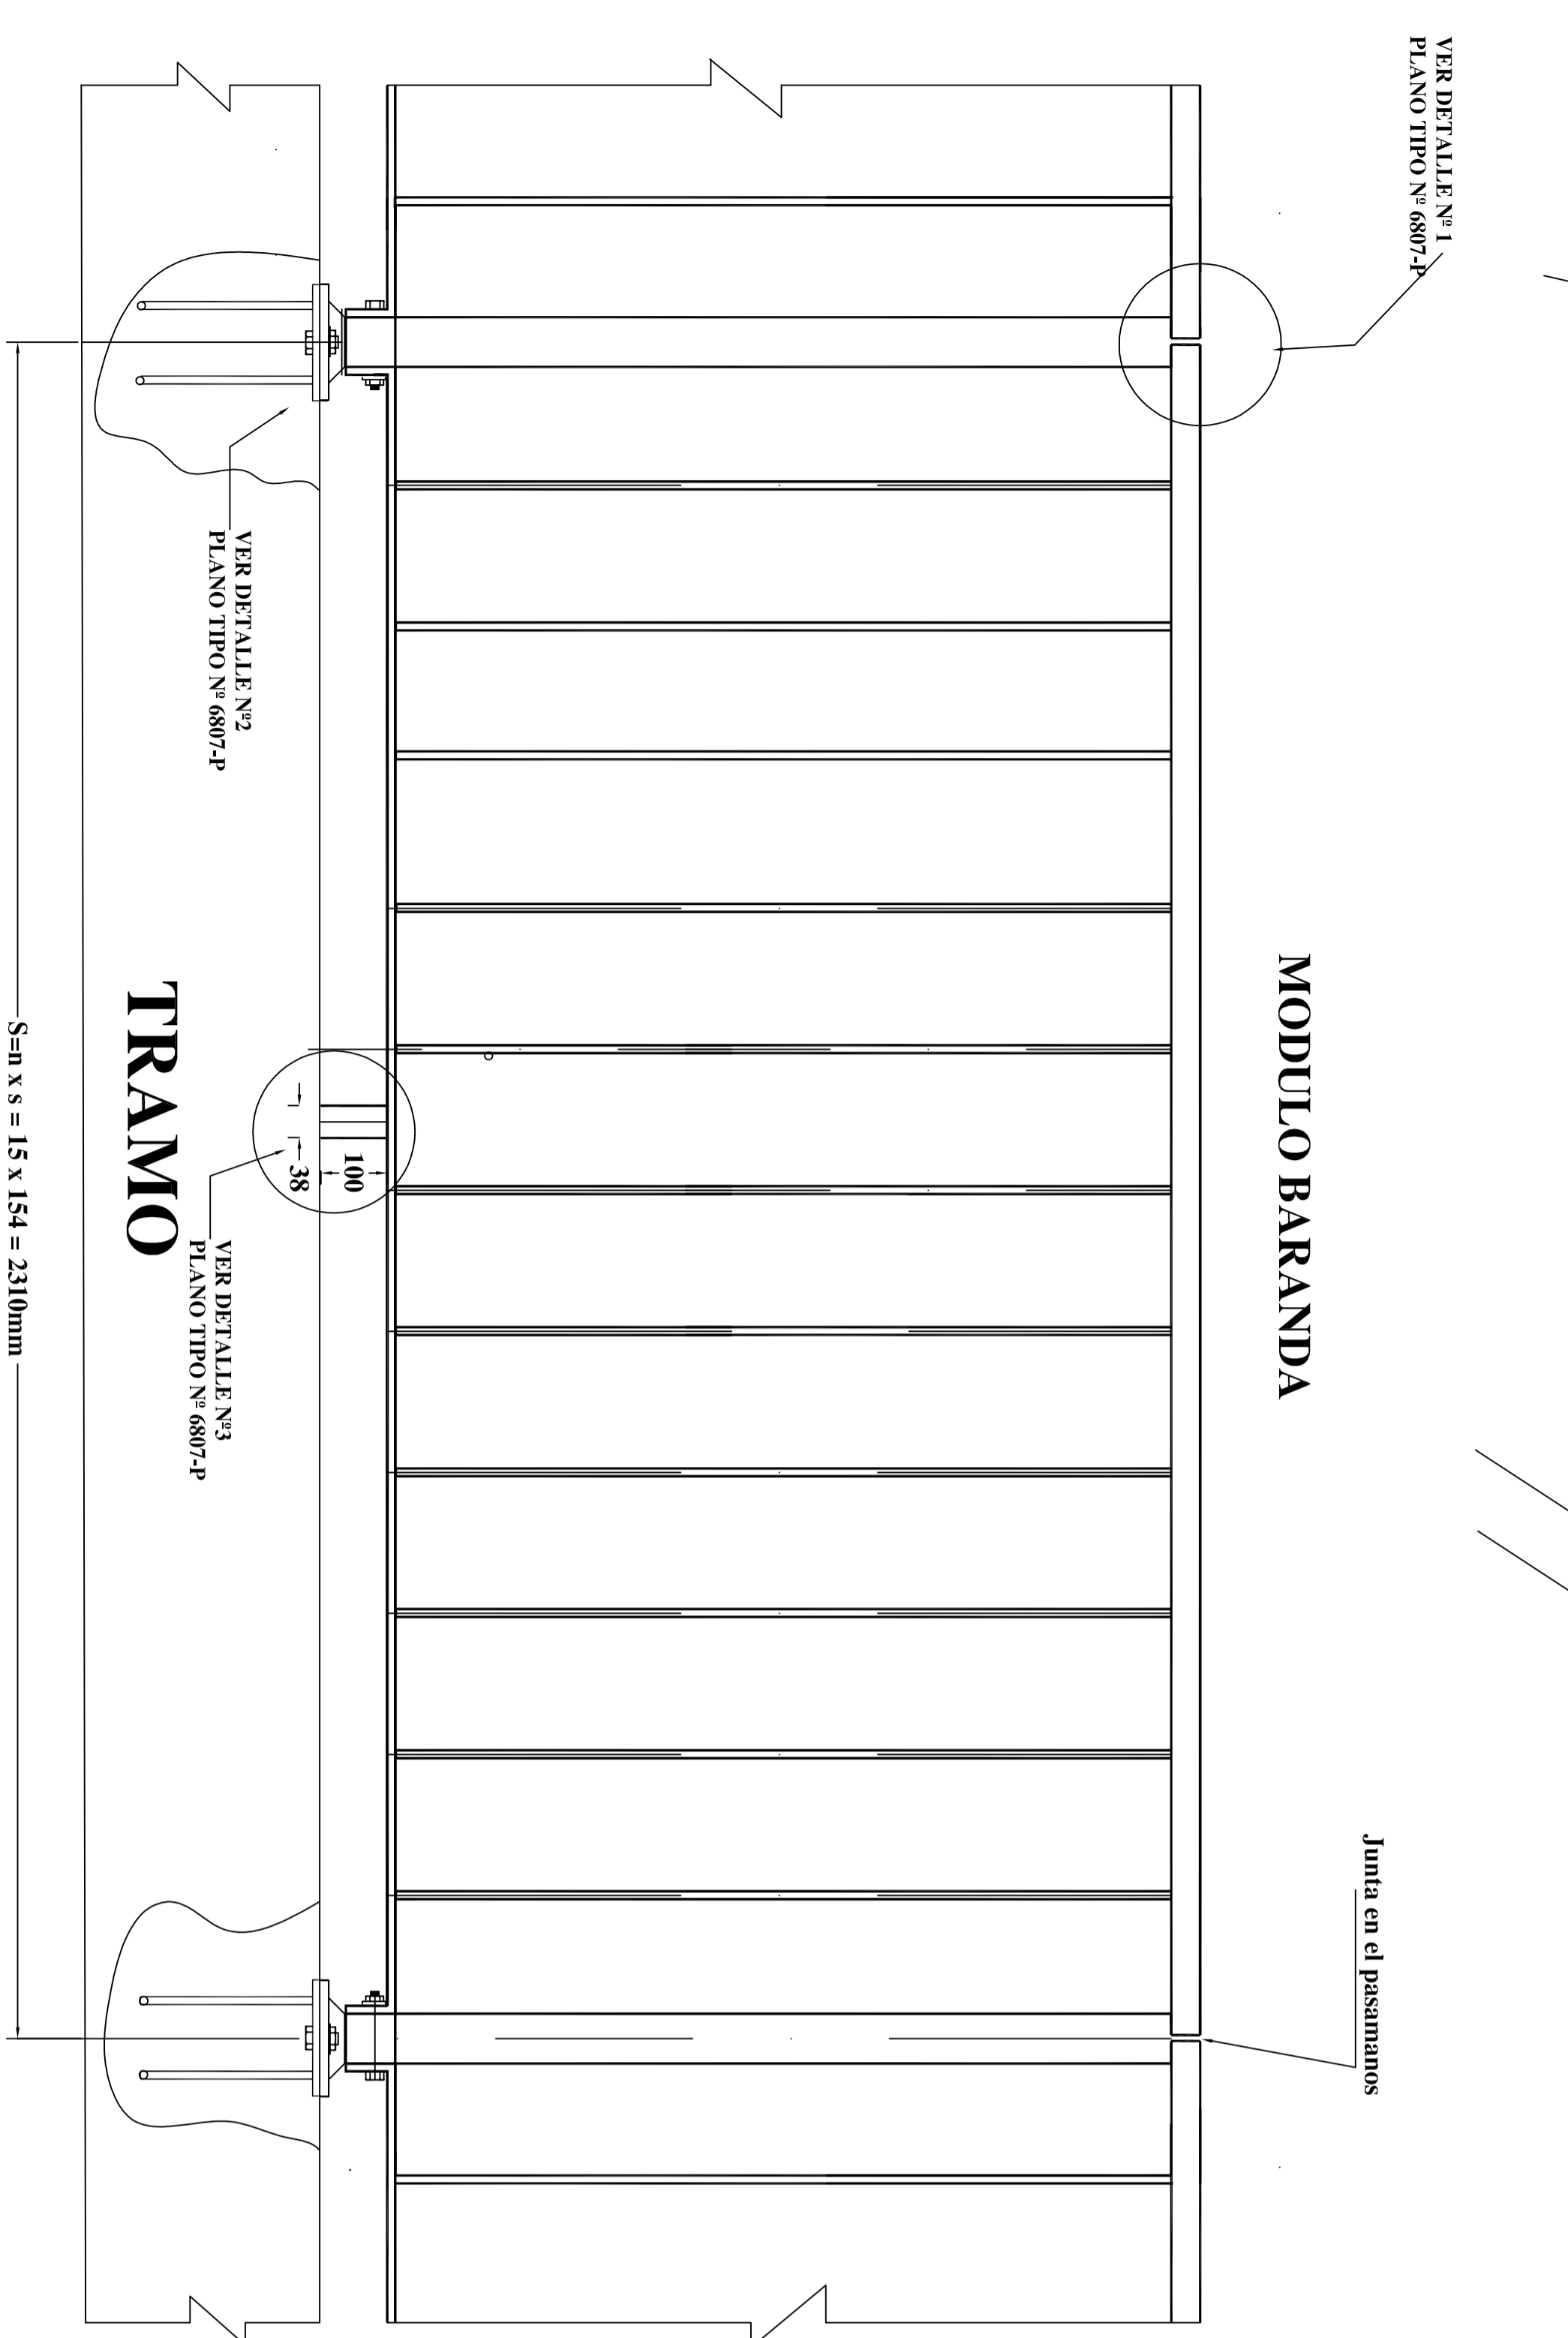 VER DETALLE Nº 1
PLANO TIPO Nº 6807-P
MODULO BARANDA
Junta en el pasamanos
VER DETALLE Nº2
PLANO TIPO Nº 6807-P
100
38
VER DETALLE Nº3
PLANO TIPO Nº 6807-P
TRAMO
S=n x s = 15 x 154 = 2310mm